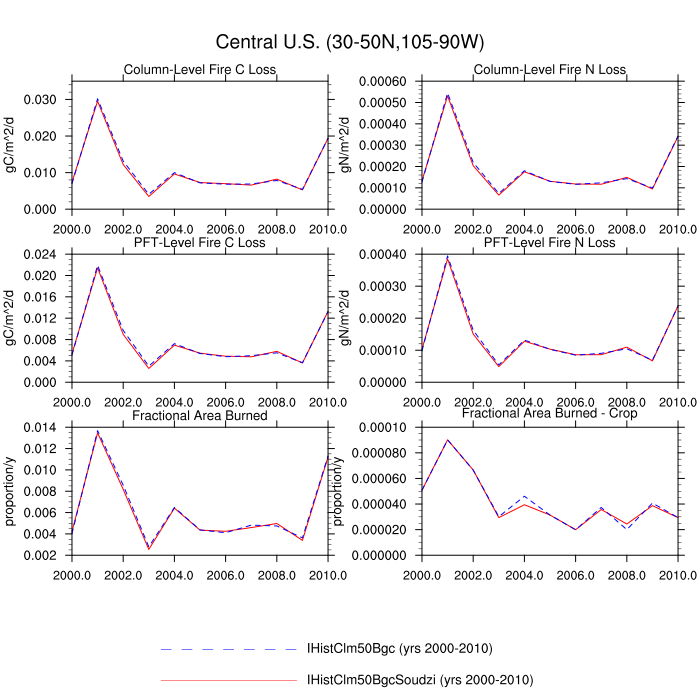 Central U.S. (30-50N,105-90W)
Column-Level Fire C Loss
gC/m^2/d
0.030
0.020
0.010
0.000
2000.0 2002.0 2004.0 2006.0 2008.0 2010.0
Column-Level Fire N Loss
gN/m^2/d
0.00060
0.00050
0.00040
0.00030
0.00020
0.00010
0.00000
2000.0 2002.0 2004.0 2006.0 2008.0 2010.0
PFT-Level Fire C Loss
gC/m^2/d
0.024
0.020
0.016
0.012
0.008
0.004
0.000
2000.0 2002.0 2004.0 2006.0 2008.0 2010.0
PFT-Level Fire N Loss
gN/m^2/d
0.00040
0.00030
0.00020
0.00010
0.00000
2000.0 2002.0 2004.0 2006.0 2008.0 2010.0
Fractional Area Burned
proportion/y
0.014
0.012
0.010
0.008
0.006
0.004
0.002
2000.0 2002.0 2004.0 2006.0 2008.0 2010.0
Fractional Area Burned - Crop
proportion/y
0.00010
0.000080
0.000060
0.000040
0.000020
0.000000
2000.0 2002.0 2004.0 2006.0 2008.0 2010.0
IHistClm50Bgc (yrs 2000-2010)
IHistClm50BgcSoudzi (yrs 2000-2010)